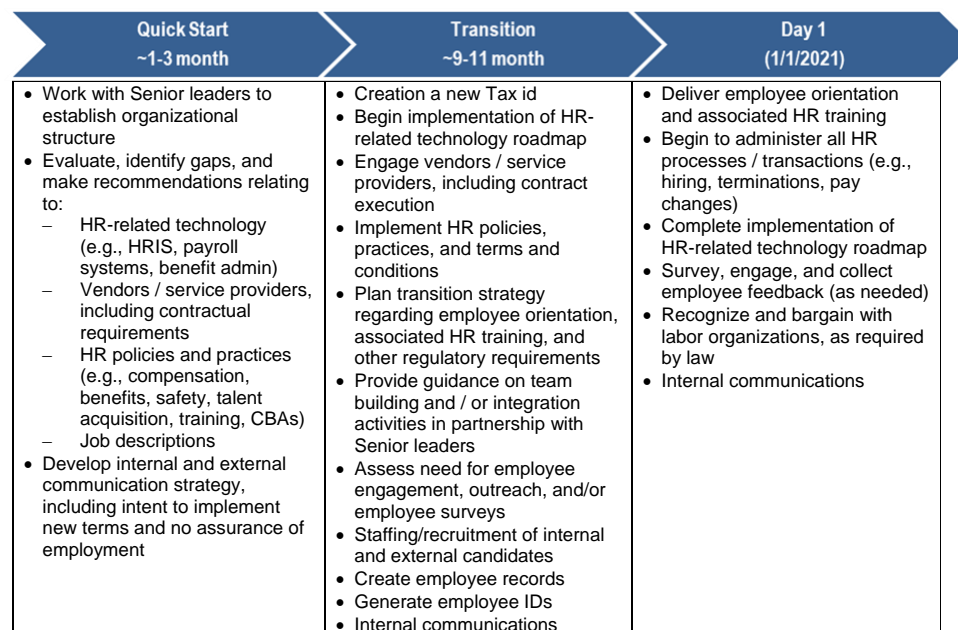 Quick Start
~1-3 month
Transition
~9-11 month
Day 1
(1/1/2021)
• Work with Senior leaders to
establish organizational
structure
• Evaluate, identify gaps, and
make recommendations relating
to:
– HR-related technology
(e.g., HRIS, payroll
systems, benefit admin)
– Vendors / service providers,
including contractual
requirements
– HR policies and practices
(e.g., compensation,
benefits, safety, talent
acquisition, training, CBAs)
– Job descriptions
• Develop internal and external
communication strategy,
including intent to implement
new terms and no assurance of
employment
• Creation a new Tax id
• Begin implementation of HR-
related technology roadmap
• Engage vendors / service
providers, including contract
execution
• Implement HR policies,
practices, and terms and
conditions
• Plan transition strategy
regarding employee orientation,
associated HR training, and
other regulatory requirements
• Provide guidance on team
building and / or integration
activities in partnership with
Senior leaders
• Assess need for employee
engagement, outreach, and/or
employee surveys
• Staffing/recruitment of internal
and external candidates
• Create employee records
• Generate employee IDs
• Internal communications
• Deliver employee orientation
and associated HR training
• Begin to administer all HR
processes / transactions (e.g.,
hiring, terminations, pay
changes)
• Complete implementation of
HR-related technology roadmap
• Survey, engage, and collect
employee feedback (as needed)
• Recognize and bargain with
labor organizations, as required
by law
• Internal communications